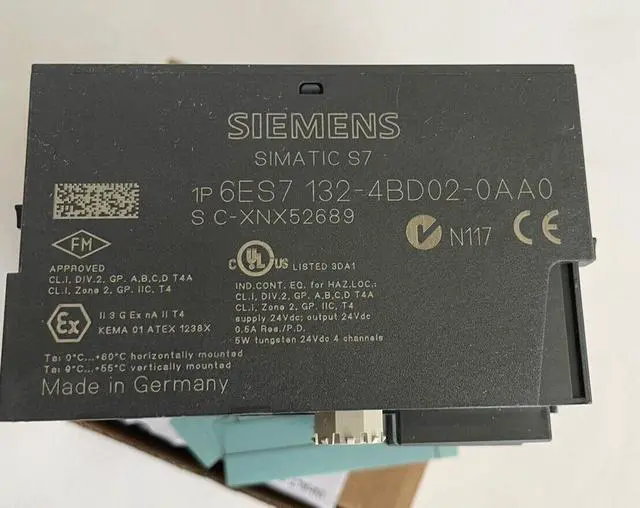 SIEMENS
SIMATIC S7
1P 6ES7 132-4BD02-0AA0
S C-XNX52689
N117 CE
FM
APPROVED
CL.I, DIV.2, GP. A,B,C,D T4A
CL.I, Zone 2, GP. IIC, T4
C UL US LISTED 3DA1
IND.CONT. EQ. for HAZ.LOC.:
CL.I, DIV.2, GP. A,B,C,D T4A
CL.I, Zone 2, GP. IIC, T4
supply 24Vdc; output 24Vdc
0.5A Res./P.D.
5W tungsten 24Vdc 4 channels
Ex
II 3 G Ex nA II T4
KEMA 01 ATEX 1238X
Ta: 0°C...+60°C horizontally mounted
Ta: 0°C...+55°C vertically mounted
Made in Germany